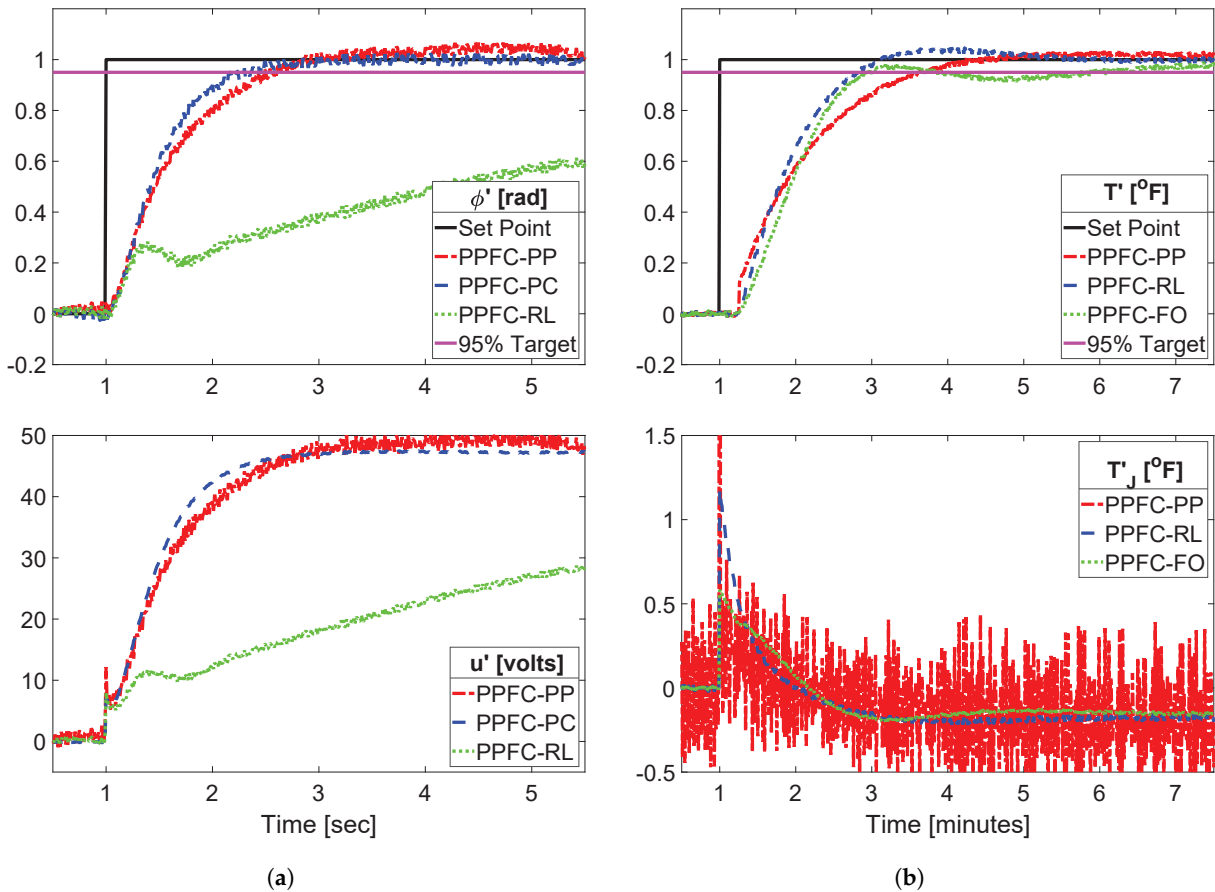 1
0.8
0.6
0.4
0.2
0
-0.2
1 2 3 4 5
ϕ' [rad]
Set Point
PPFC-PP
PPFC-PC
PPFC-RL
95% Target
1
0.8
0.6
0.4
0.2
0
-0.2
1 2 3 4 5 6 7
T' [°F]
Set Point
PPFC-PP
PPFC-RL
PPFC-FO
95% Target
50
40
30
20
10
0
1 2 3 4 5
u' [volts]
PPFC-PP
PPFC-PC
PPFC-RL
Time [sec]
(a)
1.5
1
0.5
0
-0.5
1 2 3 4 5 6 7
T'J [°F]
PPFC-PP
PPFC-RL
PPFC-FO
Time [minutes]
(b)